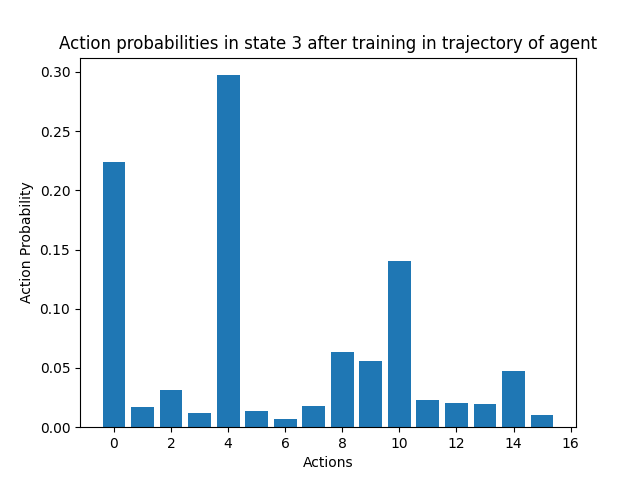 Action probabilities in state 3 after training in trajectory of agent
0.30
0.25
0.20
0.15
0.10
0.05
0.00
Action Probability
0 2 4 6 8 10 12 14 16
Actions